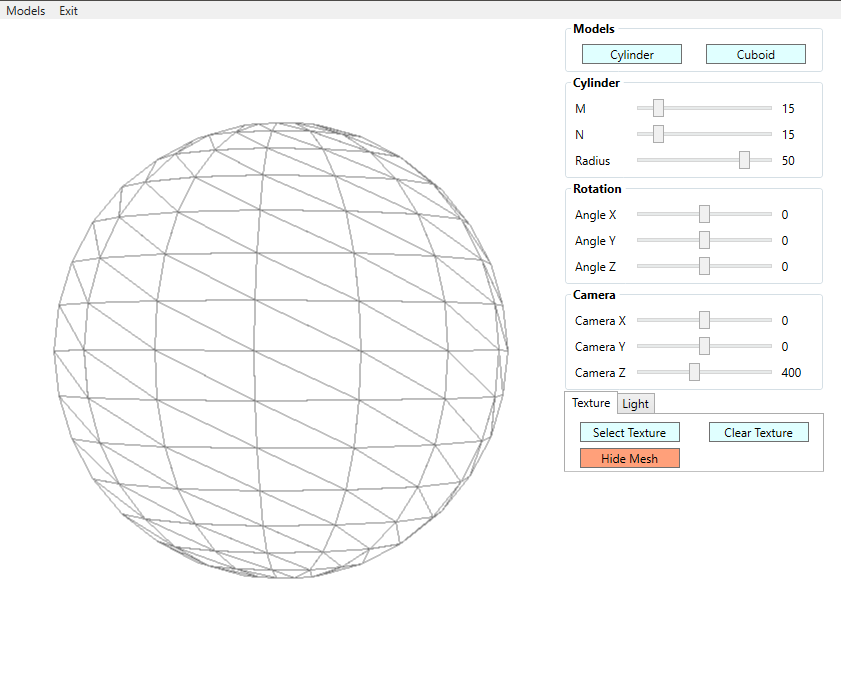 Models Exit
Models
Cylinder Cuboid
Cylinder
M 15
N 15
Radius 50
Rotation
Angle X 0
Angle Y 0
Angle Z 0
Camera
Camera X 0
Camera Y 0
Camera Z 400
Texture Light
Select Texture Clear Texture
Hide Mesh